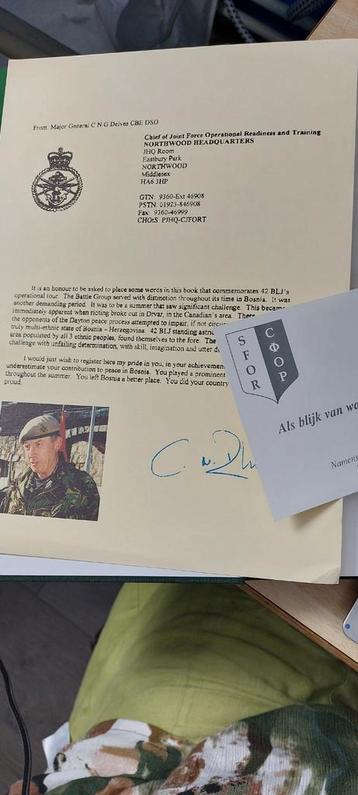 From: Major General C N G Delves CBE DSO
Chief of Joint Force Operational Readiness and Training
NORTHWOOD HEADQUARTERS
JHQ Room
Eastbury Park
NORTHWOOD
Middlesex
HA6 3HP
GTN: 9360-Ext 46908
PSTN: 01923-846908
Fax: 9360-46999
CHOtS: PJHQ-CJFORT
It is an honour to be asked to place some words in this book that commemorates 42 BLJ's
operational tour. The Battle Group served with distinction throughout its time in Bosnia. It was
another demanding period. It was to be a summer that saw significant challenge. This became
immediately apparent when rioting broke out in Drvar, in the Canadian's area. There
the opponents of the Dayton peace process attempted to impair, if not
truly multi-ethnic state of Bosnia – Herzegovina. 42 BLJ standing
area populated by all 3 ethnic peoples, found themselves to the fore.
challenge with unfailing determination, with skill, imagination and utter
I would just wish to register here my pride in you, in your
underestimate your contribution to peace in Bosnia. You played a prominent
throughout the summer. You left Bosnia a better place. You did your country
proud.
SFOR
СФОР
Als blijk van
Namens